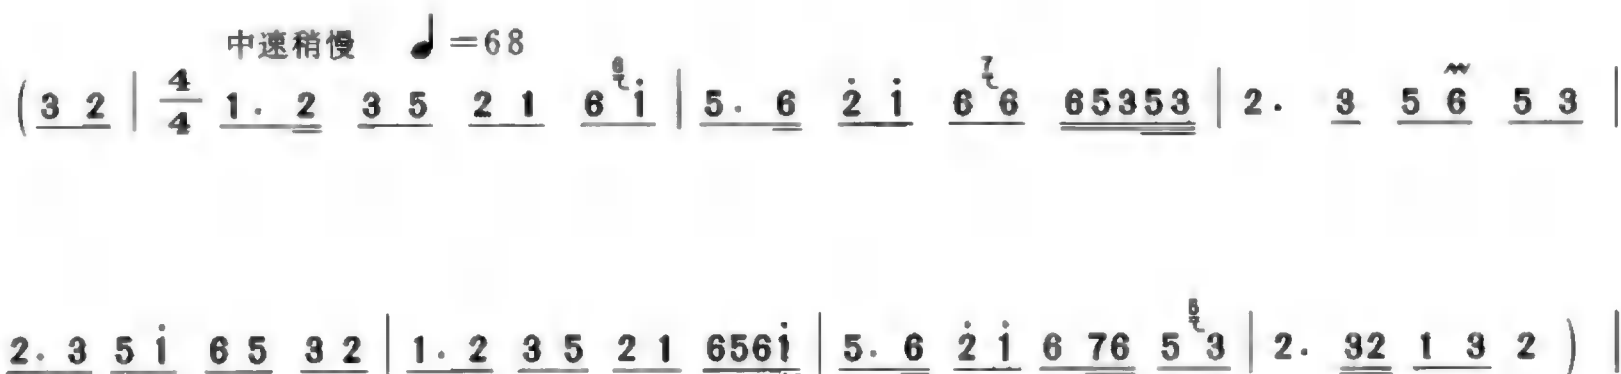 中速稍慢 ♩=68
( 3 2 | 4/4 1. 2 3 5 2 1 6 i̇ | 5. 6 2̇ i̇ 6 6 65353 | 2. 3 5 6 5 3 |
2. 3 5 i̇ 6 5 3 2 | 1. 2 3 5 2 1 656i̇ | 5. 6 2̇ i̇ 6 76 5 3 | 2. 32 1 3 2 ) |